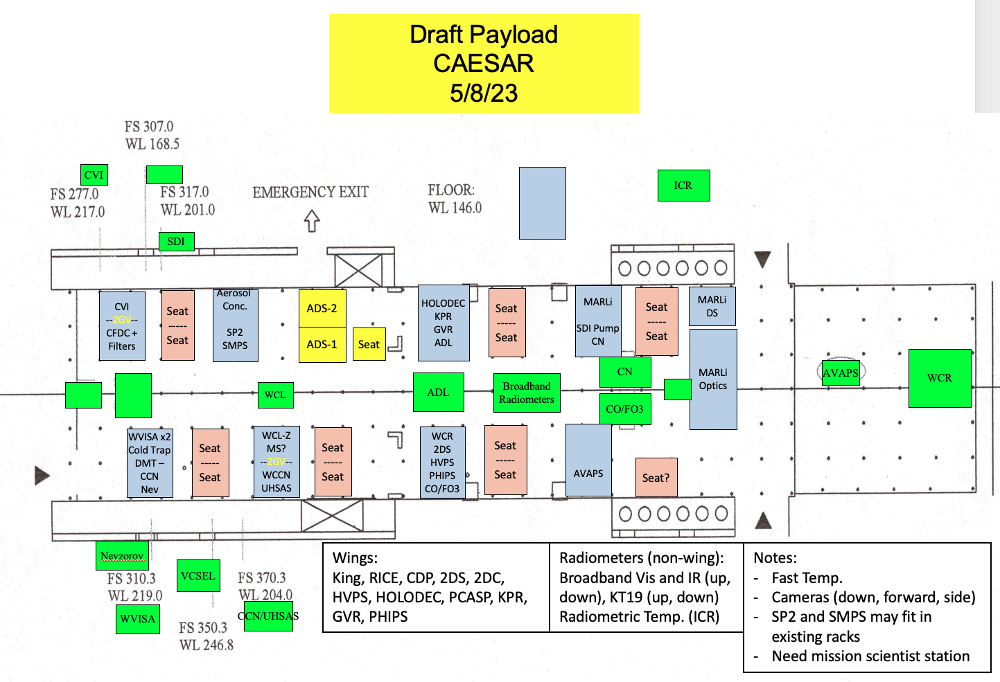 Draft Payload
CAESAR
5/8/23
FS 307.0
WL 168.5
CVI
FS 277.0
WL 217.0
FS 317.0
WL 201.0
EMERGENCY EXIT
FLOOR:
WL 146.0
ICR
SDI
CVI
--2GV--
CFDC +
Filters
Seat
-----
Seat
Aerosol
Conc.
SP2
SMPS
ADS-2
ADS-1
Seat
HOLODEC
KPR
GVR
ADL
Seat
-----
Seat
MARLi
SDI Pump
CN
Seat
-----
Seat
MARLi
DS
WCL
ADL
Broadband
Radiometers
CN
CO/FO3
MARLi
Optics
AVAPS
WCR
WVISA x2
Cold Trap
DMT –
CCN
Nev
Seat
-----
Seat
WCL-Z
MS?
--2GV--
WCCN
UHSAS
Seat
-----
Seat
WCR
2DS
HVPS
PHIPS
CO/FO3
Seat
-----
Seat
AVAPS
Seat?
Nevzorov
FS 310.3
WL 219.0
WVISA
VCSEL
FS 350.3
WL 246.8
FS 370.3
WL 204.0
CCN/UHSAS
Wings:
King, RICE, CDP, 2DS, 2DC,
HVPS, HOLODEC, PCASP, KPR,
GVR, PHIPS
Radiometers (non-wing):
Broadband Vis and IR (up,
down), KT19 (up, down)
Radiometric Temp. (ICR)
Notes:
- Fast Temp.
- Cameras (down, forward, side)
- SP2 and SMPS may fit in
existing racks
- Need mission scientist station